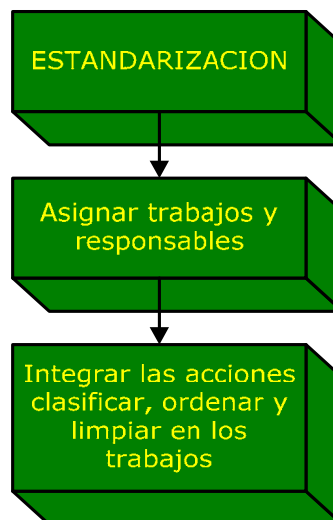 ESTANDARIZACION
Asignar trabajos y
responsables
Integrar las acciones
clasificar, ordenar y
limpiar en los
trabajos